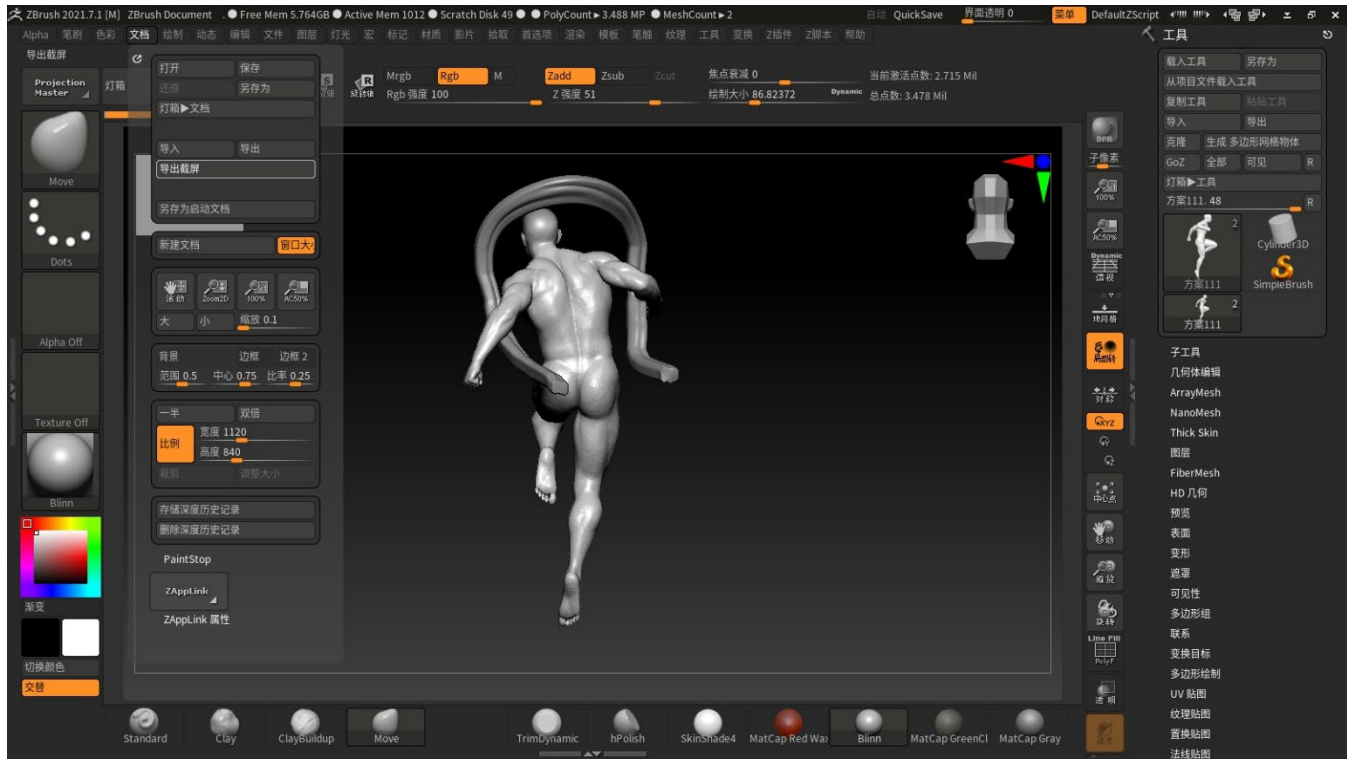 ZBrush 2021.7.1 [M] ZBrush Document . ● Free Mem 5.764GB ● Active Mem 1012 ● Scratch Disk 49 ● ● PolyCount ▸ 3.488 MP ● MeshCount ▸ 2 自动 QuickSave 界面透明 0 菜单 DefaultZScript
Alpha 笔刷 色彩 文档 绘制 动态 编辑 文件 图层 灯光 宏 标记 材质 影片 拾取 首选项 渲染 模板 笔触 纹理 工具 变换 Z插件 Z脚本 帮助
导出截屏
Projection Master
灯箱
打开 保存
还原 另存为
灯箱▶文档
导入 导出
导出截屏
另存为启动文档
新建文档 窗口大小
滚动 Zoom2D 100% AC50%
大 小 缩放 0.1
背景 边框 边框 2
范围 0.5 中心 0.75 比率 0.25
一半 双倍
比例 宽度 1120
高度 840
裁剪 调整大小
存储深度历史记录
删除深度历史记录
PaintStop
ZAppLink
ZAppLink 属性
旋转轴
Mrgb Rgb M
Rgb 强度 100
Zadd Zsub Zcut
Z 强度 51
焦点衰减 0
绘制大小 86.82372 Dynamic
当前激活点数: 2.715 Mil
总点数: 3.478 Mil
Move
Dots
Alpha Off
Texture Off
Blinn
渐变
切换颜色
交替
BPR
子像素
100%
AC50%
Dynamic
透视
地网格
对称
XYZ
中心点
移动
缩放
旋转
Line Fill
PolyF
透明
工具
载入工具 另存为
从项目文件载入工具
复制工具 粘贴工具
导入 导出
克隆 生成 多边形网格物体
GoZ 全部 可见 R
灯箱▶工具
方案111. 48 R
2
Cylinder3D
方案111 SimpleBrush
2
方案111
子工具
几何体编辑
ArrayMesh
NanoMesh
Thick Skin
图层
FiberMesh
HD 几何
预览
表面
变形
遮罩
可见性
多边形组
联系
变换目标
多边形绘制
UV 贴图
纹理贴图
置换贴图
法线贴图
Standard Clay ClayBuildup Move TrimDynamic hPolish SkinShade4 MatCap Red Wax Blinn MatCap GreenCl MatCap Gray